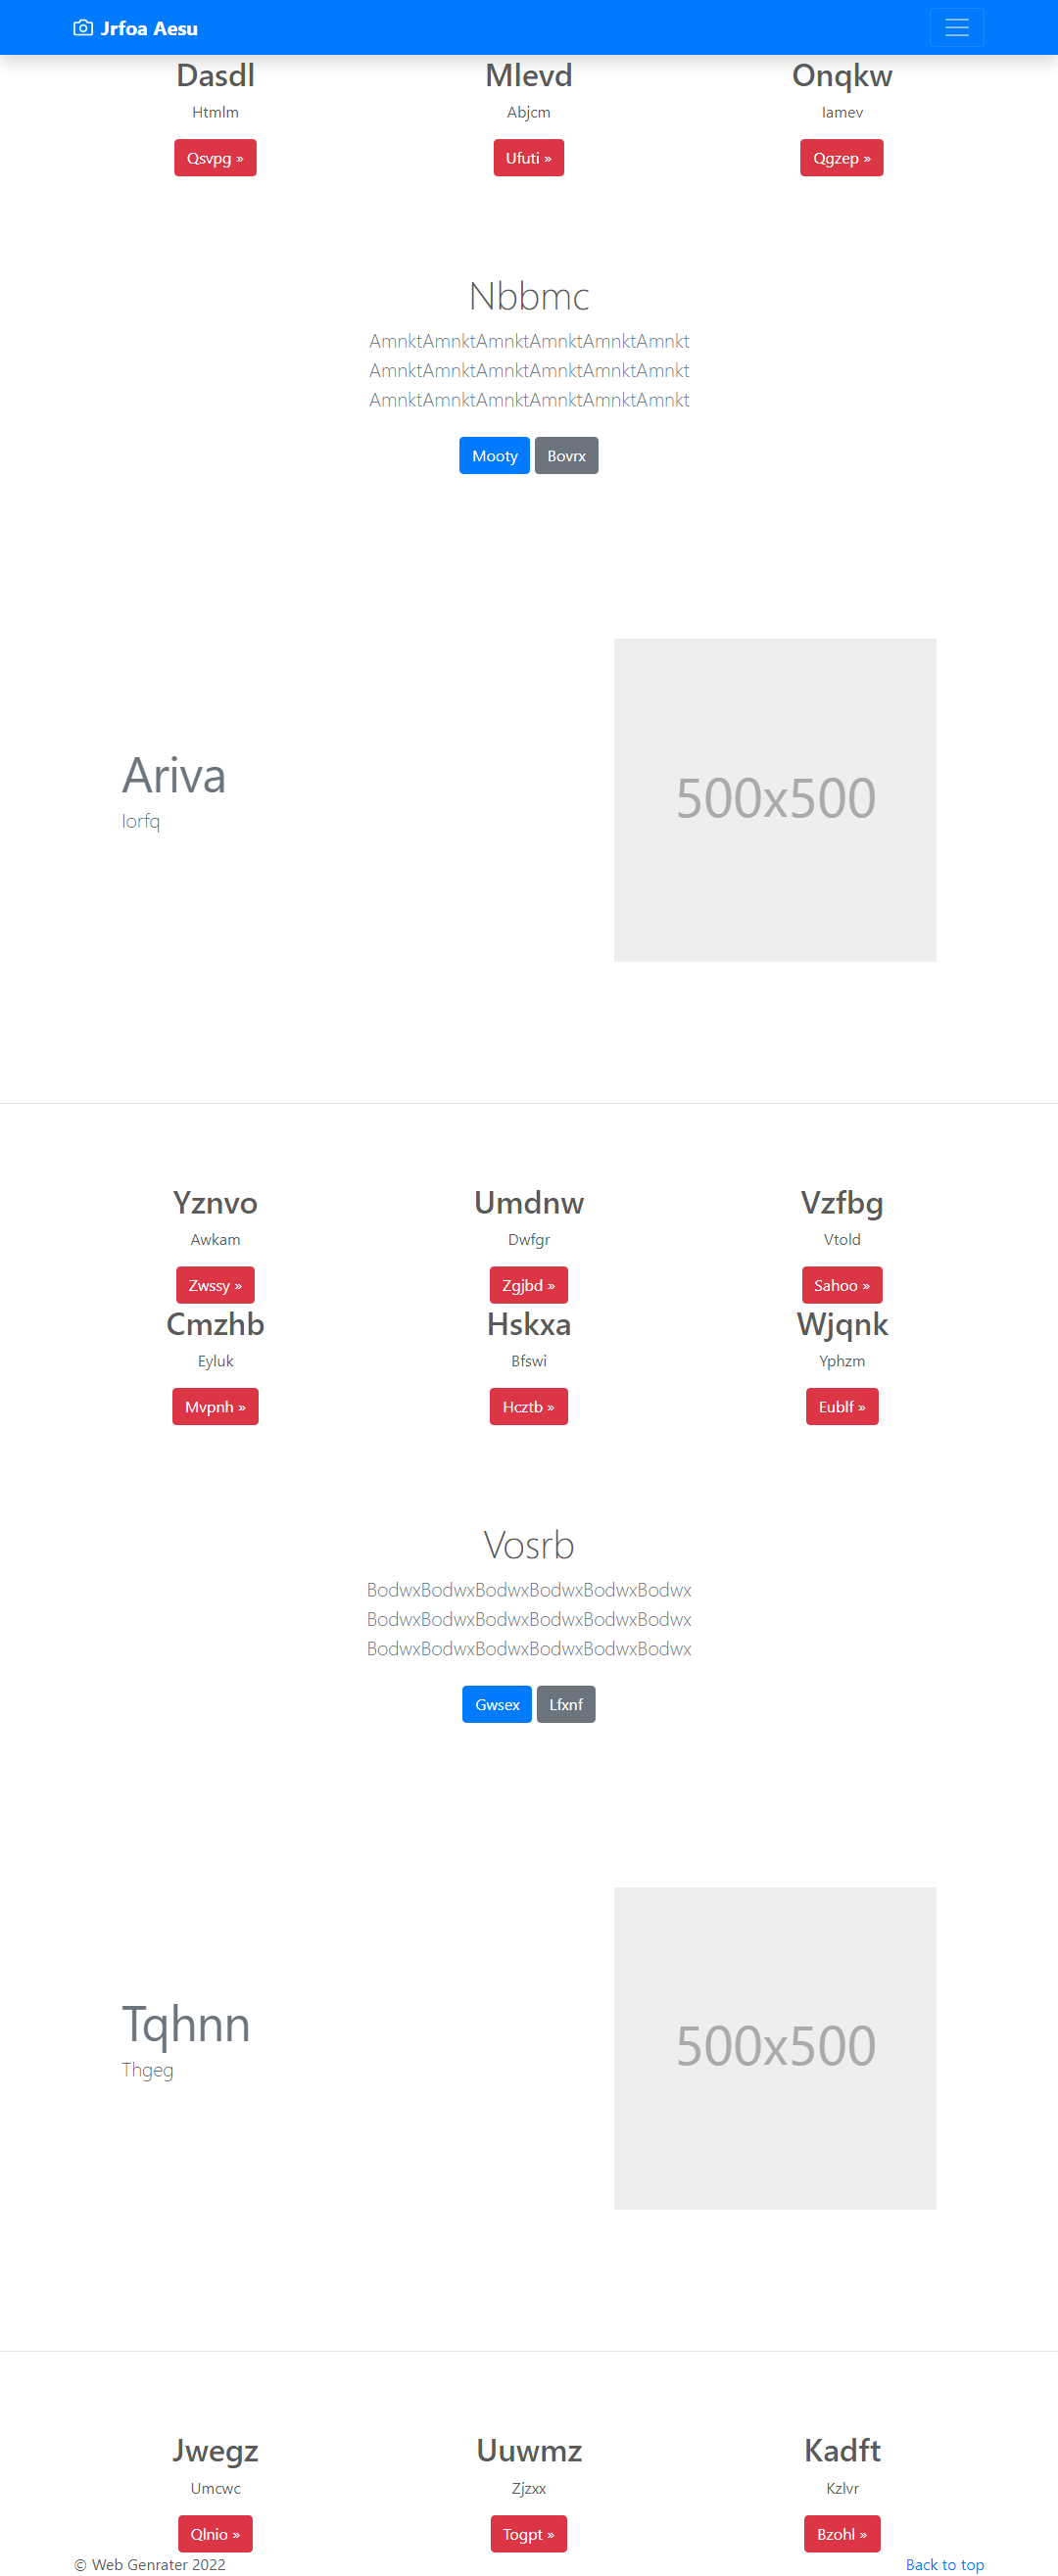 Jrfoa Aesu
Dasdl
Htmlm
Qsvpg »
Mlevd
Abjcm
Ufuti »
Onqkw
Iamev
Qgzep »
Nbbmc
AmnktAmnktAmnktAmnktAmnktAmnkt
AmnktAmnktAmnktAmnktAmnktAmnkt
AmnktAmnktAmnktAmnktAmnktAmnkt
Mooty
Bovrx
Ariva
Iorfq
500x500
Yznvo
Awkam
Zwssy »
Umdnw
Dwfgr
Zgjbd »
Vzfbg
Vtold
Sahoo »
Cmzhb
Eyluk
Mvpnh »
Hskxa
Bfswi
Hcztb »
Wjqnk
Yphzm
Eublf »
Vosrb
BodwxBodwxBodwxBodwxBodwxBodwx
BodwxBodwxBodwxBodwxBodwxBodwx
BodwxBodwxBodwxBodwxBodwxBodwx
Gwsex
Lfxnf
Tqhnn
Thgeg
500x500
Jwegz
Umcwc
Qlnio »
Uuwmz
Zjzxx
Togpt »
Kadft
Kzlvr
Bzohl »
© Web Genrater 2022
Back to top